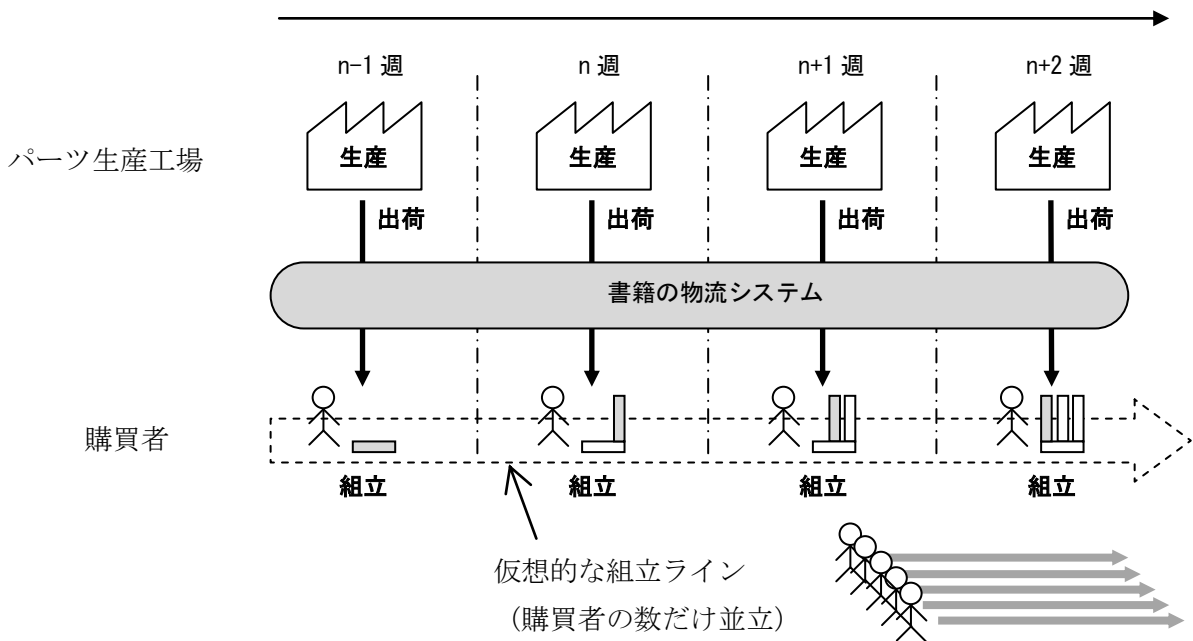 n-1 週
n 週
n+1 週
n+2 週
パーツ生産工場
生産
生産
生産
生産
出荷
出荷
出荷
出荷
書籍の物流システム
購買者
組立
組立
組立
組立
仮想的な組立ライン
（購買者の数だけ並立）